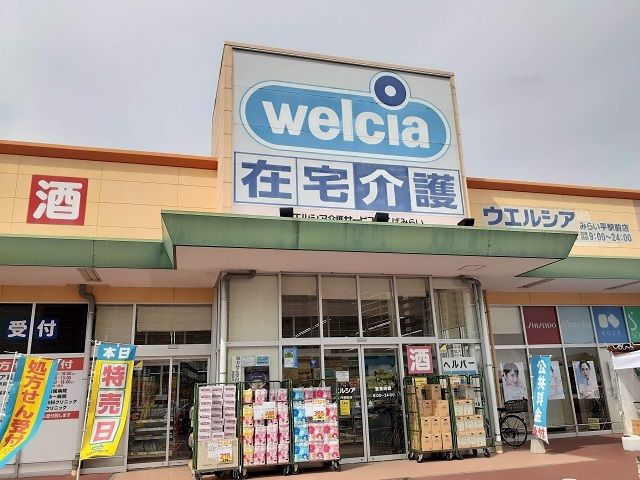 welcia
在宅介護
酒
ウエルシア
みらい平駅前店
9:00～24:00
SHISEIDO
Kanebo
KOSÉ
受付
本日
特売日
処方せん受付
酒
ヘルパー
公共料金